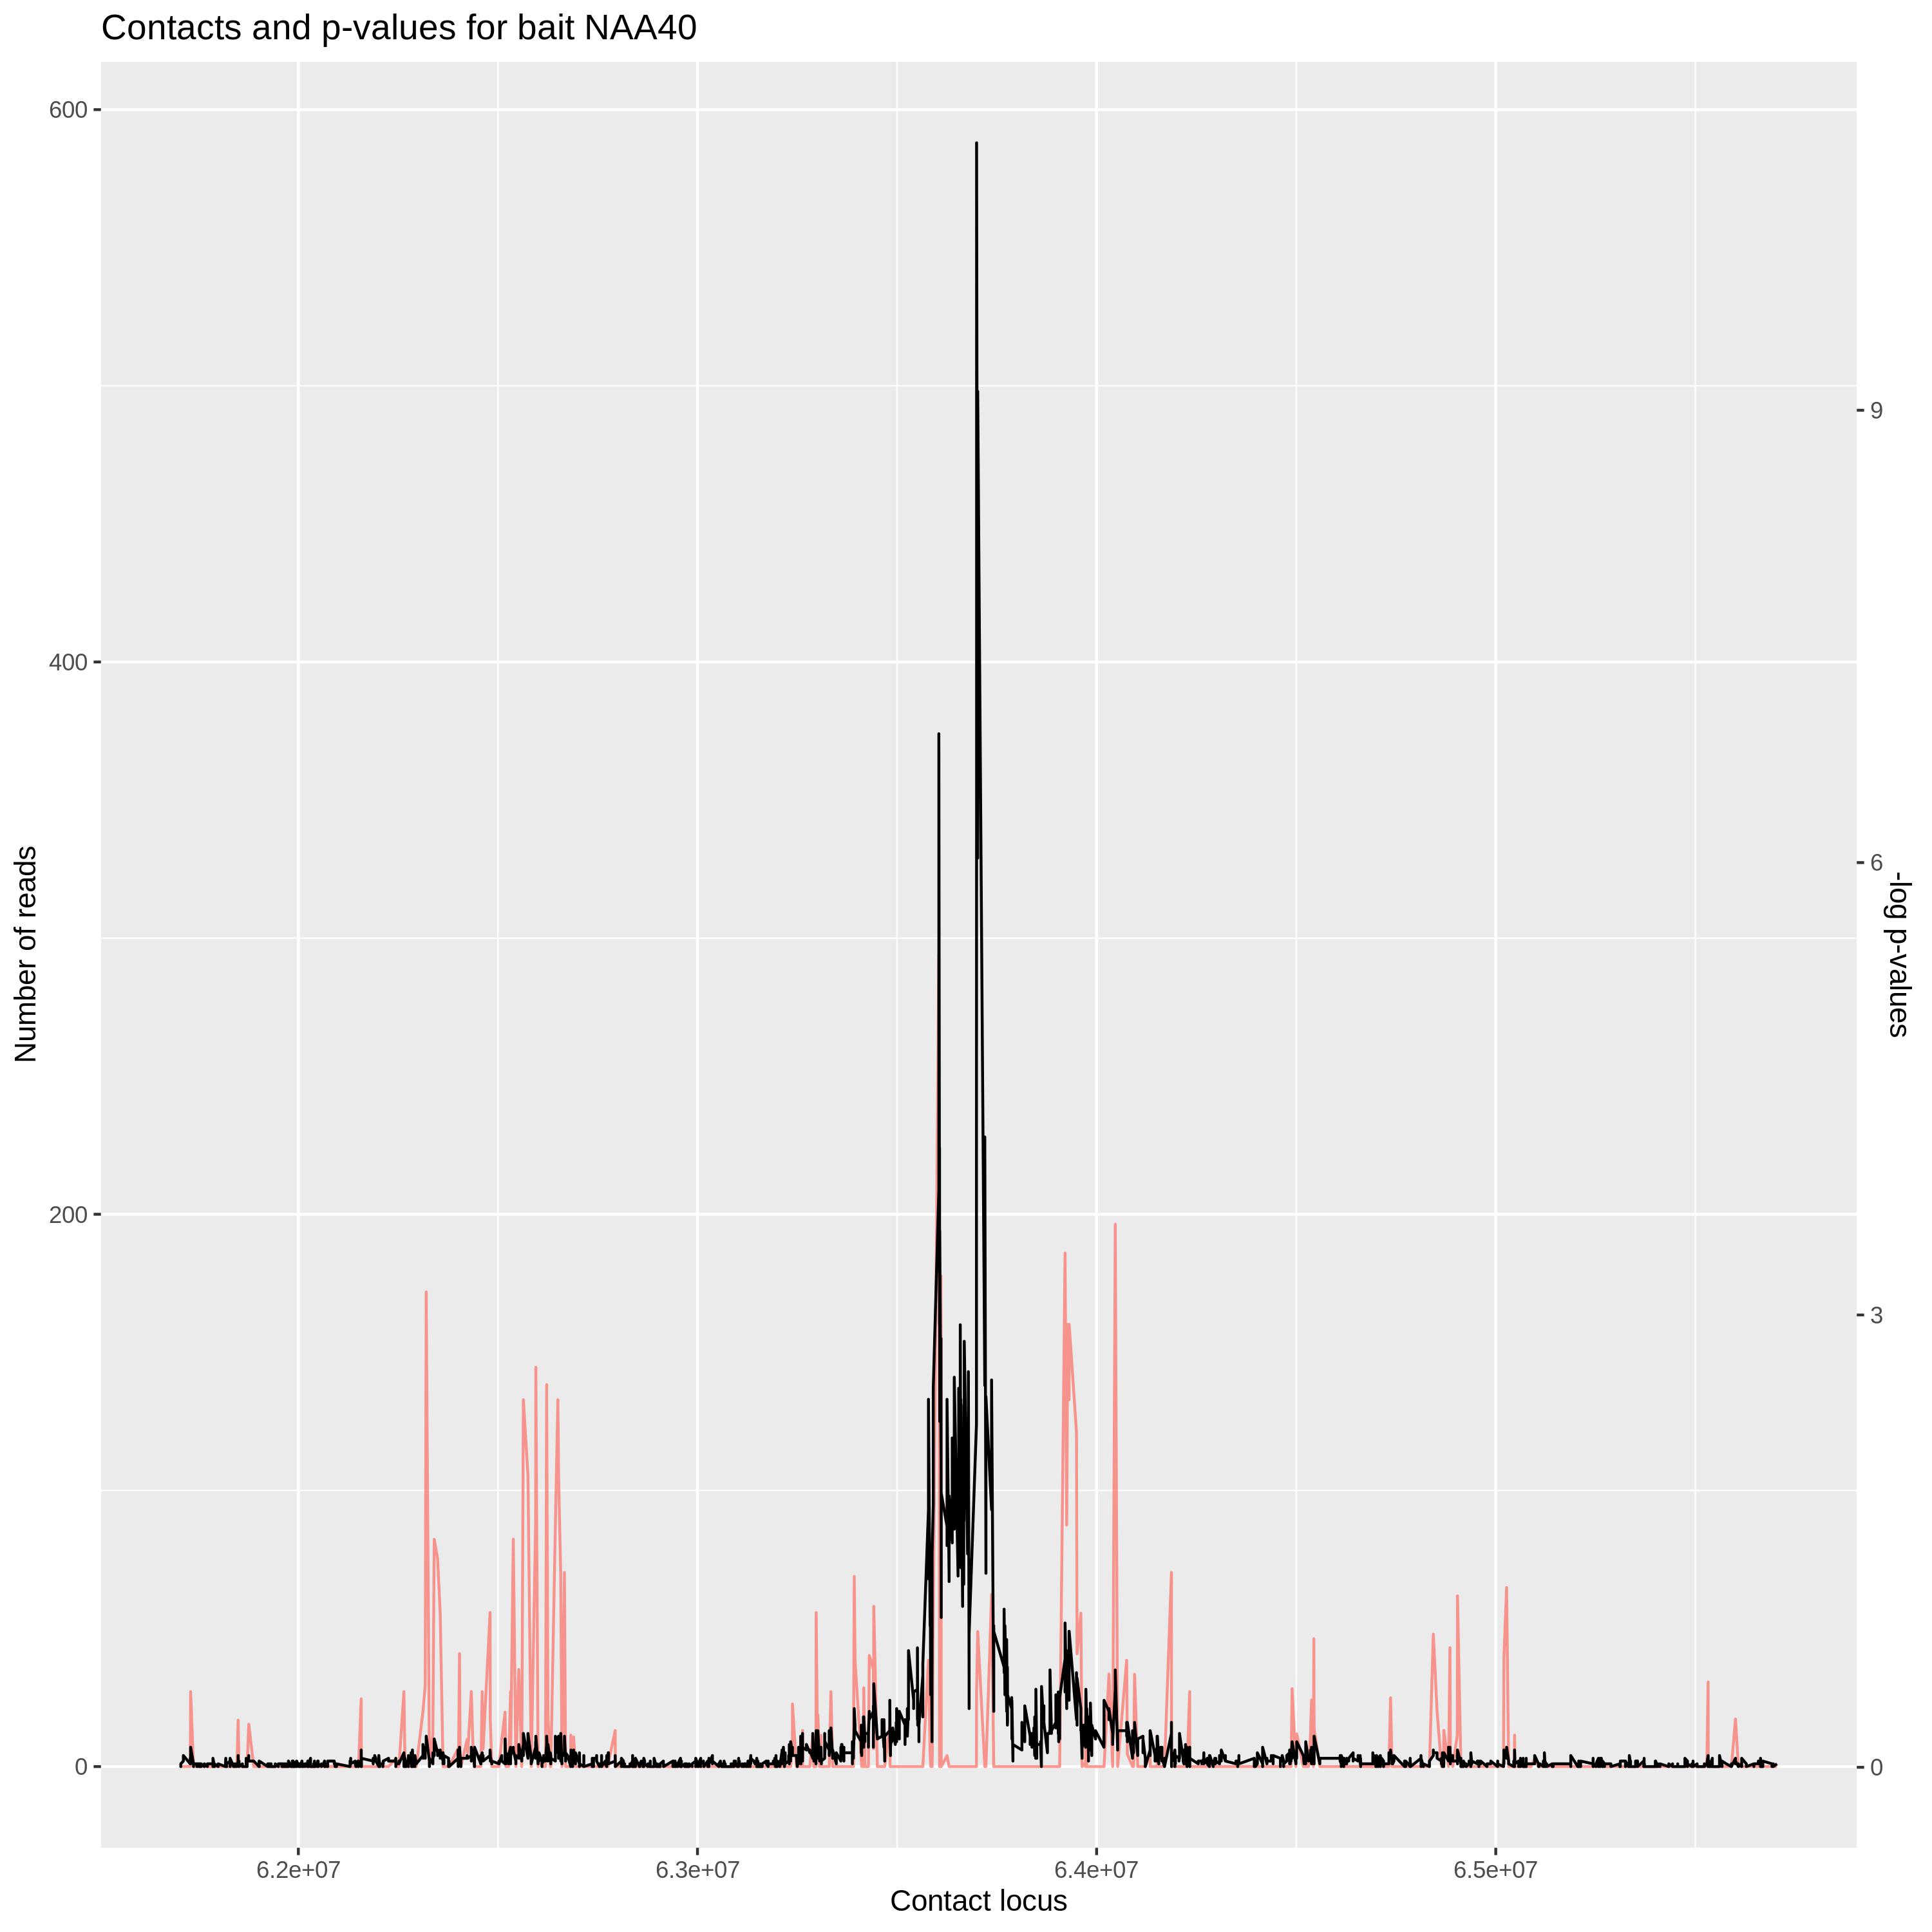 Contacts and p-values for bait NAA40
600
400
200
0
Number of reads
9
6
3
0
-log p-values
6.2e+07
6.3e+07
6.4e+07
6.5e+07
Contact locus